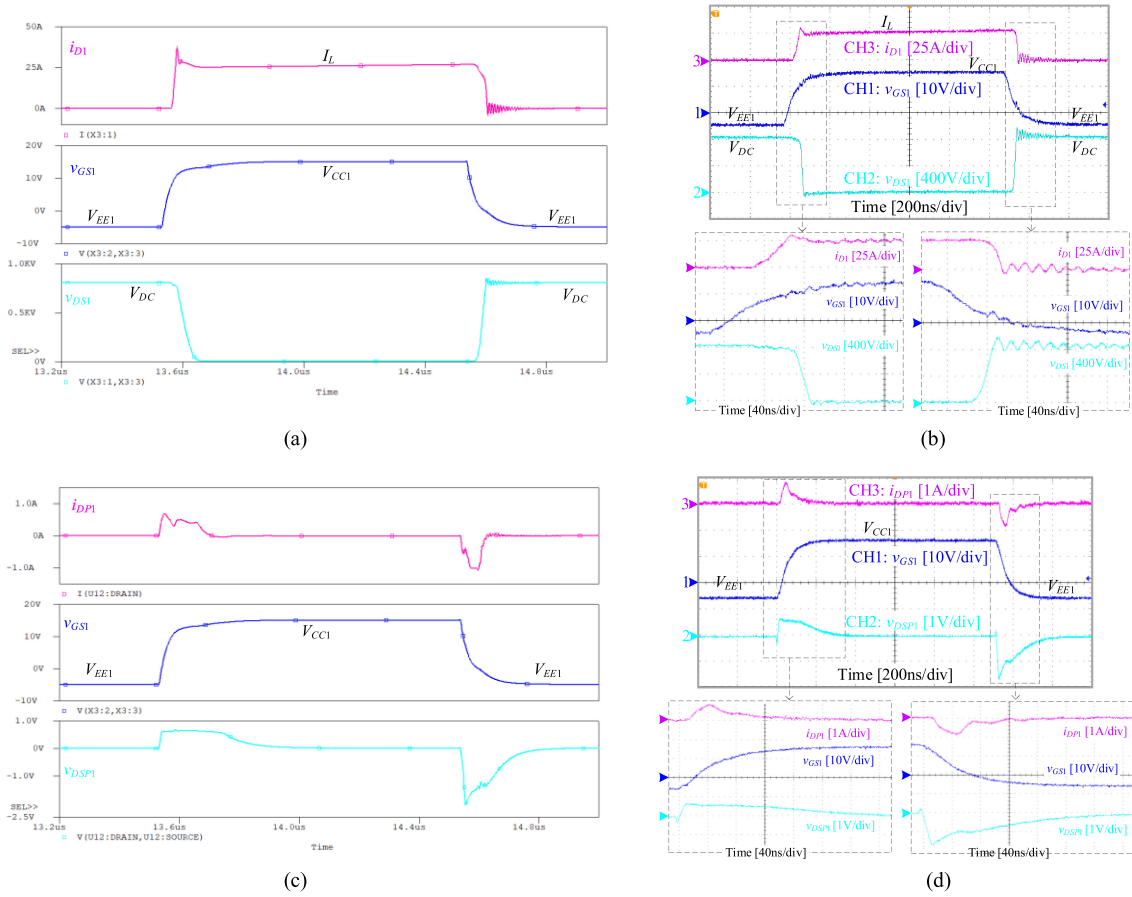 50A
25A
0A
iD1
IL
I(X3:1)
20V
10V
0V
-10V
vGS1
VEE1
VCC1
VEE1
V(X3:2,X3:3)
1.0KV
0.5KV
SEL>>
0V
vDS1
VDC
VDC
13.2us 13.6us 14.0us 14.4us 14.8us
V(X3:1,X3:3)
Time
(a)
T
IL
CH3: iD1 [25A/div]
3
VCC1
CH1: vGS1 [10V/div]
1
VEE1
VEE1
VDC
VDC
CH2: vDS1 [400V/div]
2
Time [200ns/div]
iD1 [25A/div]
vGS1 [10V/div]
vDS1 [400V/div]
Time [40ns/div]
iD1 [25A/div]
vGS1 [10V/div]
vDS1 [400V/div]
Time [40ns/div]
(b)
1.0A
0A
-1.0A
iDP1
I(U12:DRAIN)
20V
10V
0V
-10V
vGS1
VEE1
VCC1
VEE1
V(X3:2,X3:3)
1.0V
0V
-1.0V
SEL>>
-2.5V
vDSP1
13.2us 13.6us 14.0us 14.4us 14.8us
V(U12:DRAIN,U12:SOURCE)
Time
(c)
T
CH3: iDP1 [1A/div]
3
VCC1
CH1: vGS1 [10V/div]
1
VEE1
VEE1
CH2: vDSP1 [1V/div]
2
Time [200ns/div]
iDP1 [1A/div]
vGS1 [10V/div]
vDSP1 [1V/div]
Time [40ns/div]
iDP1 [1A/div]
vGS1 [10V/div]
vDSP1 [1V/div]
Time [40ns/div]
(d)